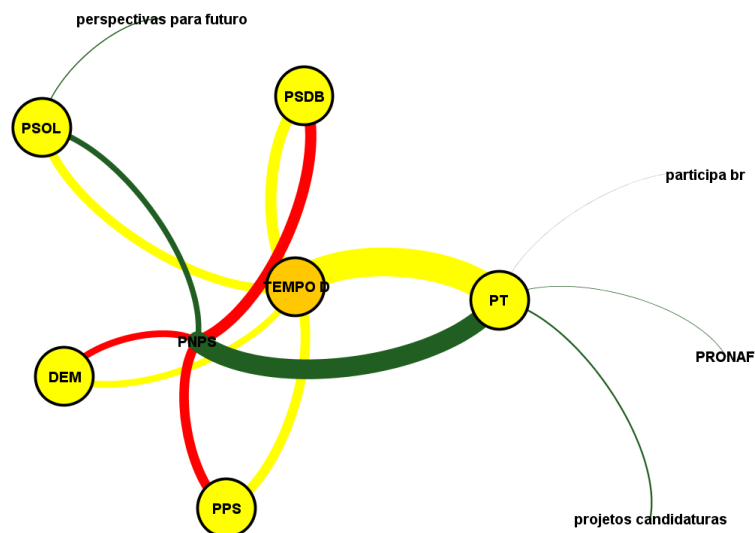 perspectivas para futuro
PSDB
PSOL
participa br
TEMPO D
PT
PNPS
PRONAF
DEM
PPS
projetos candidaturas